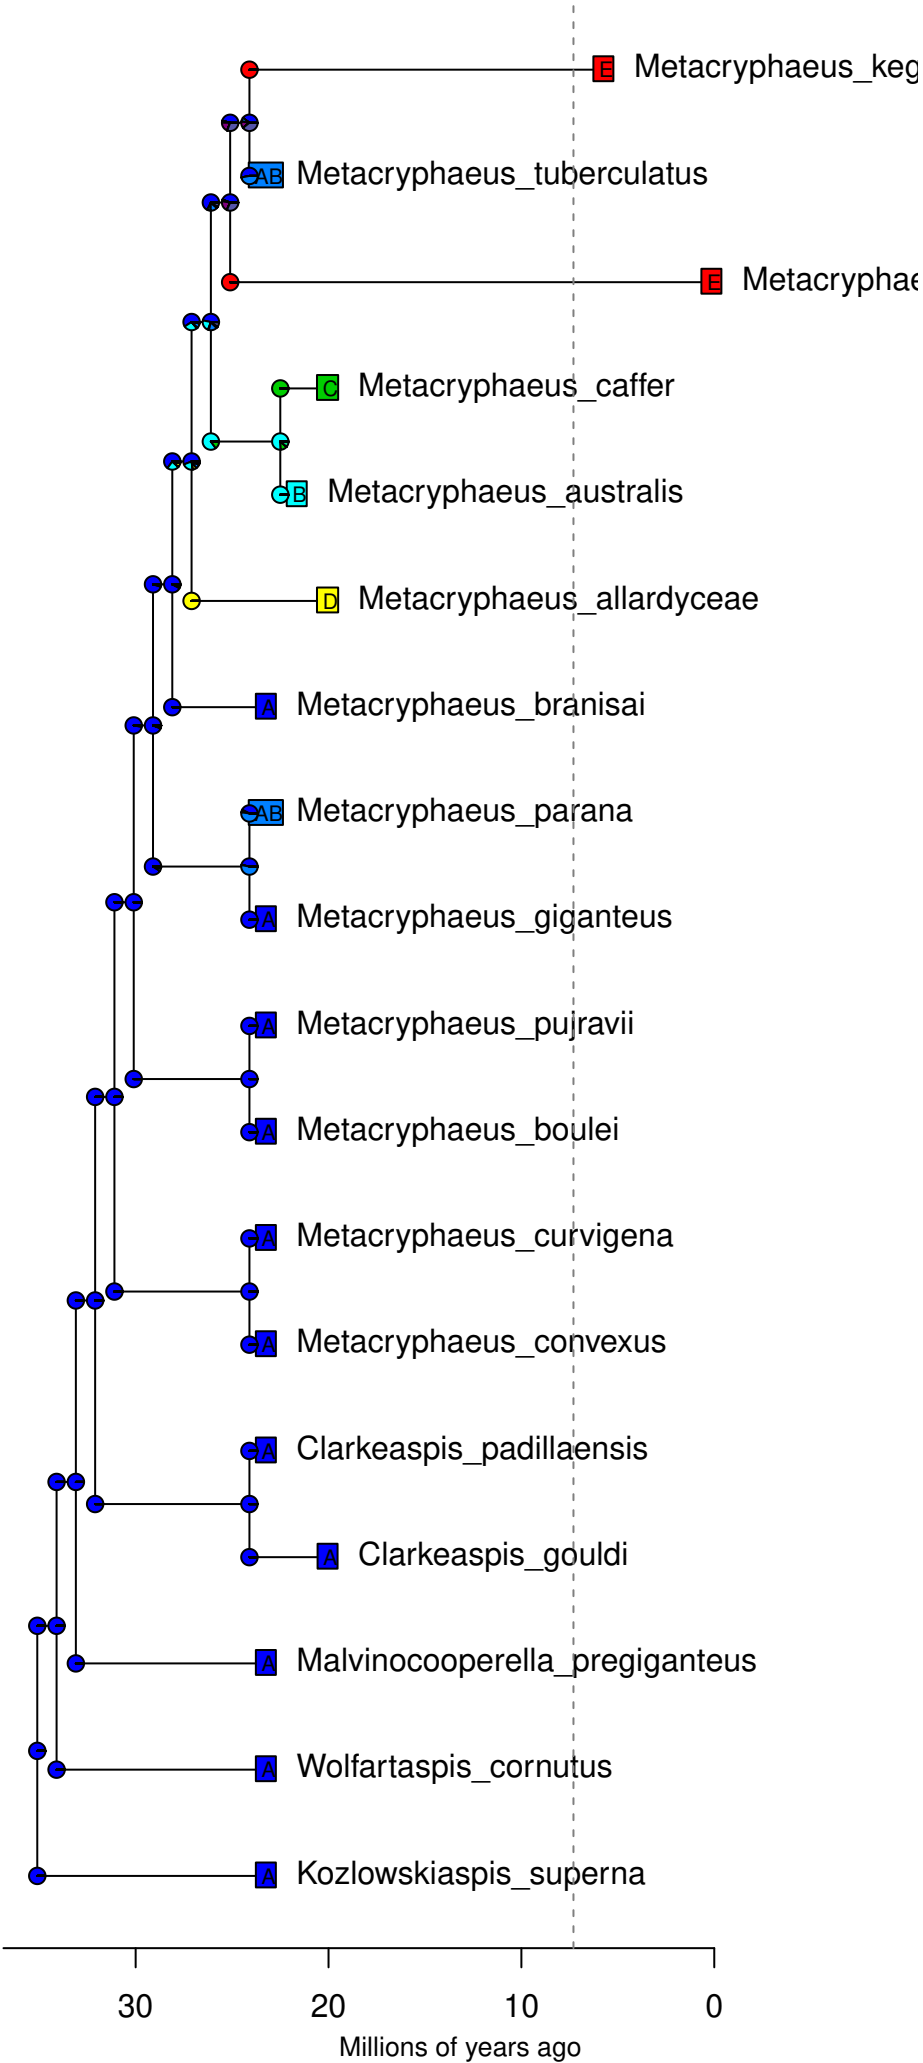 E Metacryphaeus_keg
AB Metacryphaeus_tuberculatus
E Metacryphae
C Metacryphaeus_caffer
B Metacryphaeus_australis
D Metacryphaeus_allardyceae
A Metacryphaeus_branisai
AB Metacryphaeus_parana
A Metacryphaeus_giganteus
A Metacryphaeus_pujravii
A Metacryphaeus_boulei
A Metacryphaeus_curvigena
A Metacryphaeus_convexus
A Clarkeaspis_padillaensis
A Clarkeaspis_gouldi
A Malvinocooperella_pregiganteus
A Wolfartaspis_cornutus
A Kozlowskiaspis_superna
30 20 10 0
Millions of years ago